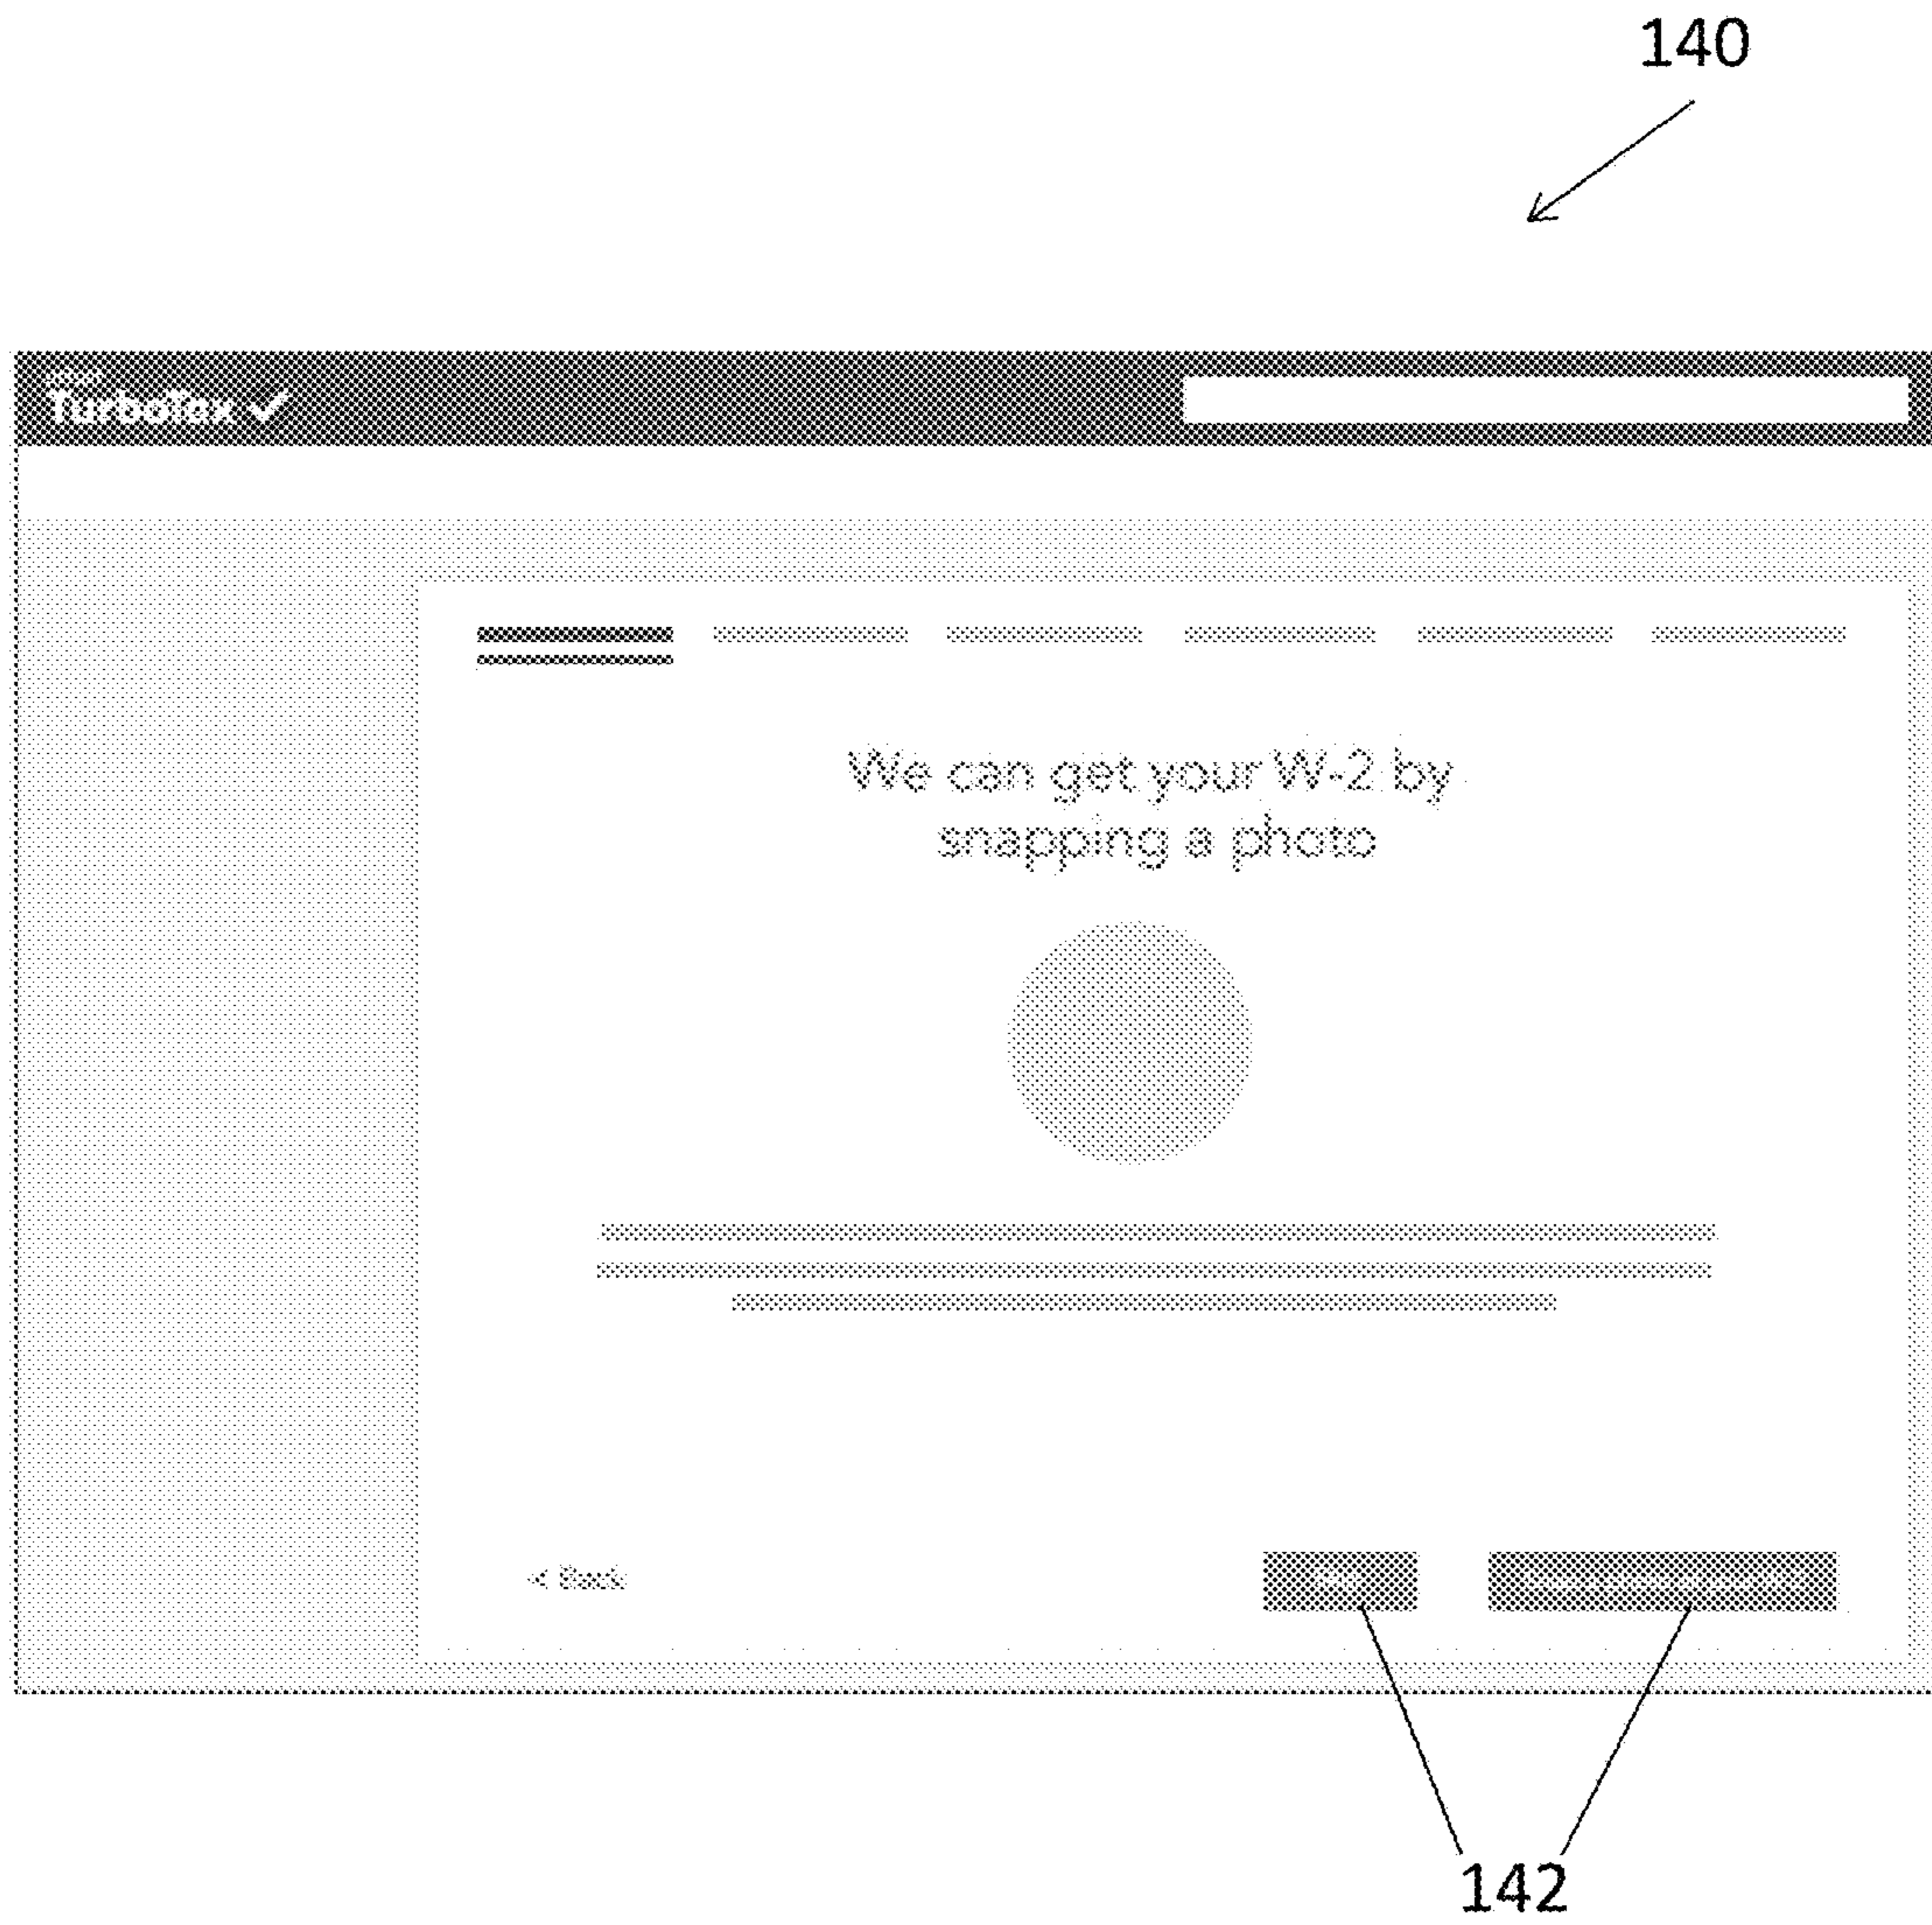 140
TurboTax
We can get your W-2 by
snapping a photo
< Back
142